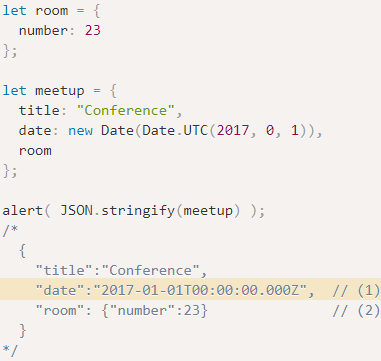 let room = {
  number: 23
};

let meetup = {
  title: "Conference",
  date: new Date(Date.UTC(2017, 0, 1)),
  room
};

alert( JSON.stringify(meetup) );
/*
  {
    "title":"Conference",
    "date":"2017-01-01T00:00:00.000Z",  // (1)
    "room": {"number":23}               // (2)
  }
*/